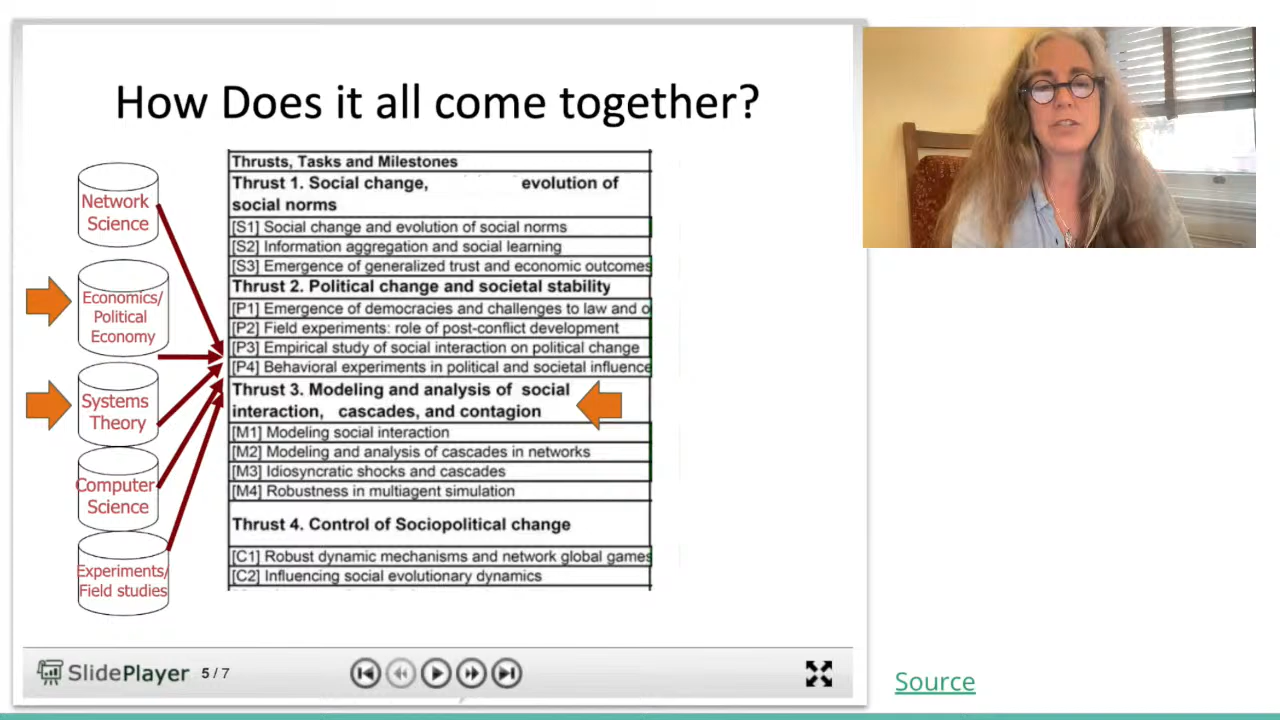 How Does it all come together?
Network
Science
Economics/
Political
Economy
Systems
Theory
Computer
Science
Experiments/
Field studies
Thrusts, Tasks and Milestones
Thrust 1. Social change, evolution of
social norms
[S1] Social change and evolution of social norms
[S2] Information aggregation and social learning
[S3] Emergence of generalized trust and economic outcomes
Thrust 2. Political change and societal stability
[P1] Emergence of democracies and challenges to law and o
[P2] Field experiments: role of post-conflict development
[P3] Empirical study of social interaction on political change
[P4] Behavioral experiments in political and societal influence
Thrust 3. Modeling and analysis of social
interaction, cascades, and contagion
[M1] Modeling social interaction
[M2] Modeling and analysis of cascades in networks
[M3] Idiosyncratic shocks and cascades
[M4] Robustness in multiagent simulation
Thrust 4. Control of Sociopolitical change
[C1] Robust dynamic mechanisms and network global games
[C2] Influencing social evolutionary dynamics
SlidePlayer 5 / 7
Source